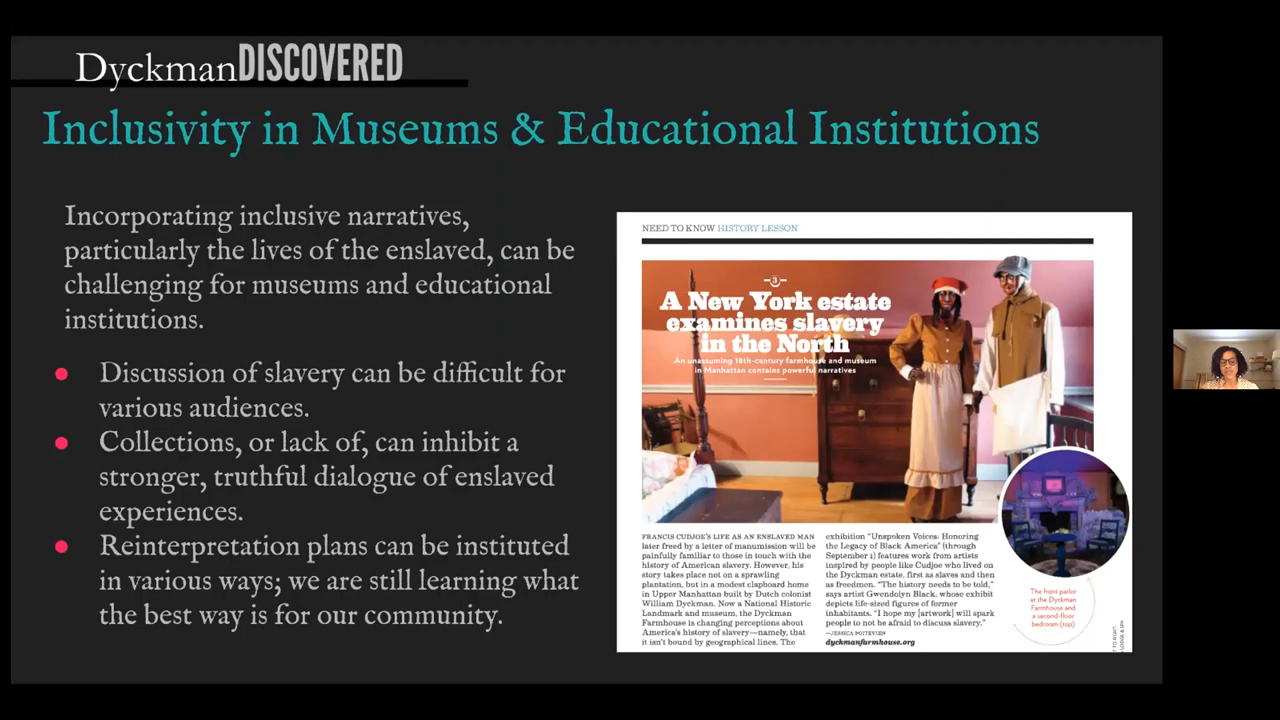 DyckmanDISCOVERED
Inclusivity in Museums & Educational Institutions
Incorporating inclusive narratives,
particularly the lives of the enslaved, can be
challenging for museums and educational
institutions.
Discussion of slavery can be difficult for
various audiences.
Collections, or lack of, can inhibit a
stronger, truthful dialogue of enslaved
experiences.
Reinterpretation plans can be instituted
in various ways; we are still learning what
the best way is for our community.
NEED TO KNOW HISTORY LESSON
3
A New York estate
examines slavery
in the North
An unassuming 18th-century farmhouse and museum
in Manhattan contains powerful narratives
FRANCIS CUDJOE'S LIFE AS AN ENSLAVED MAN
later freed by a letter of manumission will be
painfully familiar to those in touch with the
history of American slavery. However, his
story takes place not on a sprawling
plantation, but in a modest clapboard home
in Upper Manhattan built by Dutch colonist
William Dyckman. Now a National Historic
Landmark and museum, the Dyckman
Farmhouse is changing perceptions about
America's history of slavery—namely, that
it isn't bound by geographical lines. The
exhibition "Unspoken Voices: Honoring
the Legacy of Black America" (through
September 1) features work from artists
inspired by people like Cudjoe who lived on
the Dyckman estate, first as slaves and then
as freedmen. "The history needs to be told,"
says artist Gwendolyn Black, whose exhibit
depicts life-sized figures of former
inhabitants. "I hope my [artwork] will spark
people to not be afraid to discuss slavery."
—JESSICA POITEVIEN
dyckmanfarmhouse.org
The front parlor
at the Dyckman
Farmhouse and
a second-floor
bedroom (top)